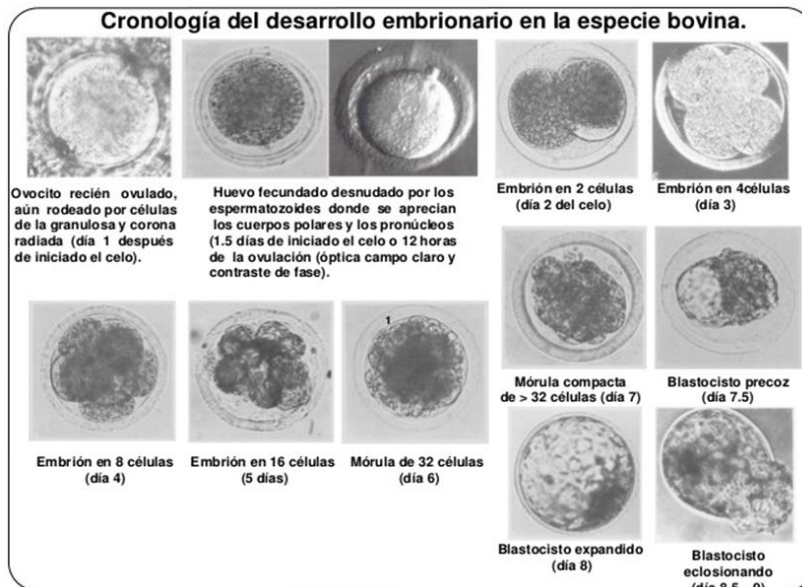 Cronología del desarrollo embrionario en la especie bovina.
Ovocito recién ovulado,
aún rodeado por células
de la granulosa y corona
radiada (día 1 después
de iniciado el celo).
Huevo fecundado desnudado por los
espermatozoides donde se aprecian
los cuerpos polares y los pronúcleos
(1.5 días de iniciado el celo o 12 horas
de la ovulación (óptica campo claro y
contraste de fase).
Embrión en 2 células
(día 2 del celo)
Embrión en 4células
(día 3)
Embrión en 8 células
(día 4)
Embrión en 16 células
(5 días)
1
Mórula de 32 células
(día 6)
Mórula compacta
de > 32 células (día 7)
Blastocisto precoz
(día 7.5)
Blastocisto expandido
(día 8)
Blastocisto
eclosionando
(día 8.5 – 9)